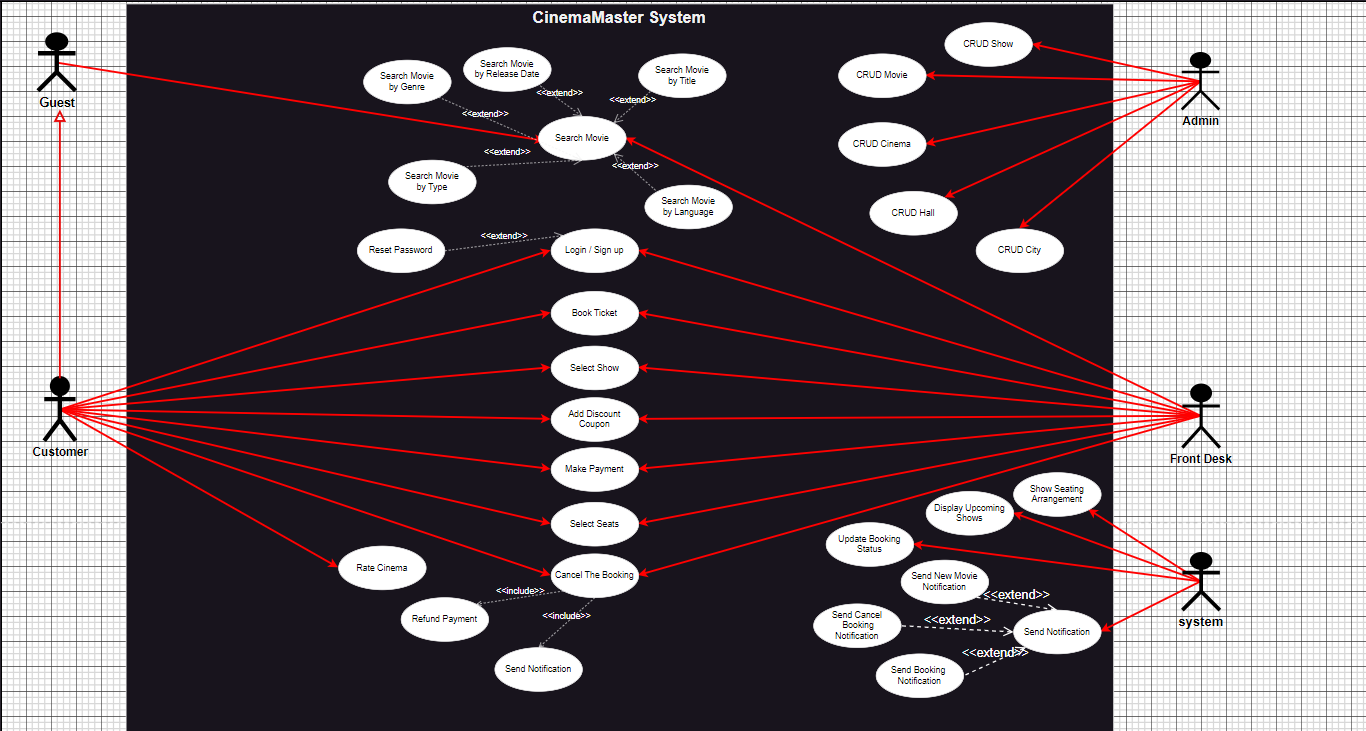 CinemaMaster System
Guest
Search Movie
by Genre
Search Movie
by Release Date
Search Movie
by Title
<<extend>>
<<extend>>
<<extend>>
Search Movie
<<extend>>
<<extend>>
Search Movie
by Type
Search Movie
by Language
CRUD Show
CRUD Movie
CRUD Cinema
CRUD Hall
CRUD City
Admin
Reset Password
<<extend>>
Login / Sign up
Book Ticket
Select Show
Add Discount
Coupon
Make Payment
Select Seats
Cancel The Booking
Customer
Front Desk
Rate Cinema
<<include>>
<<include>>
Refund Payment
Send Notification
Show Seating
Arrangement
Display Upcoming
Shows
Update Booking
Status
Send New Movie
Notification
<<extend>>
Send Cancel
Booking
Notification
<<extend>>
Send Notification
<<extend>>
Send Booking
Notification
system